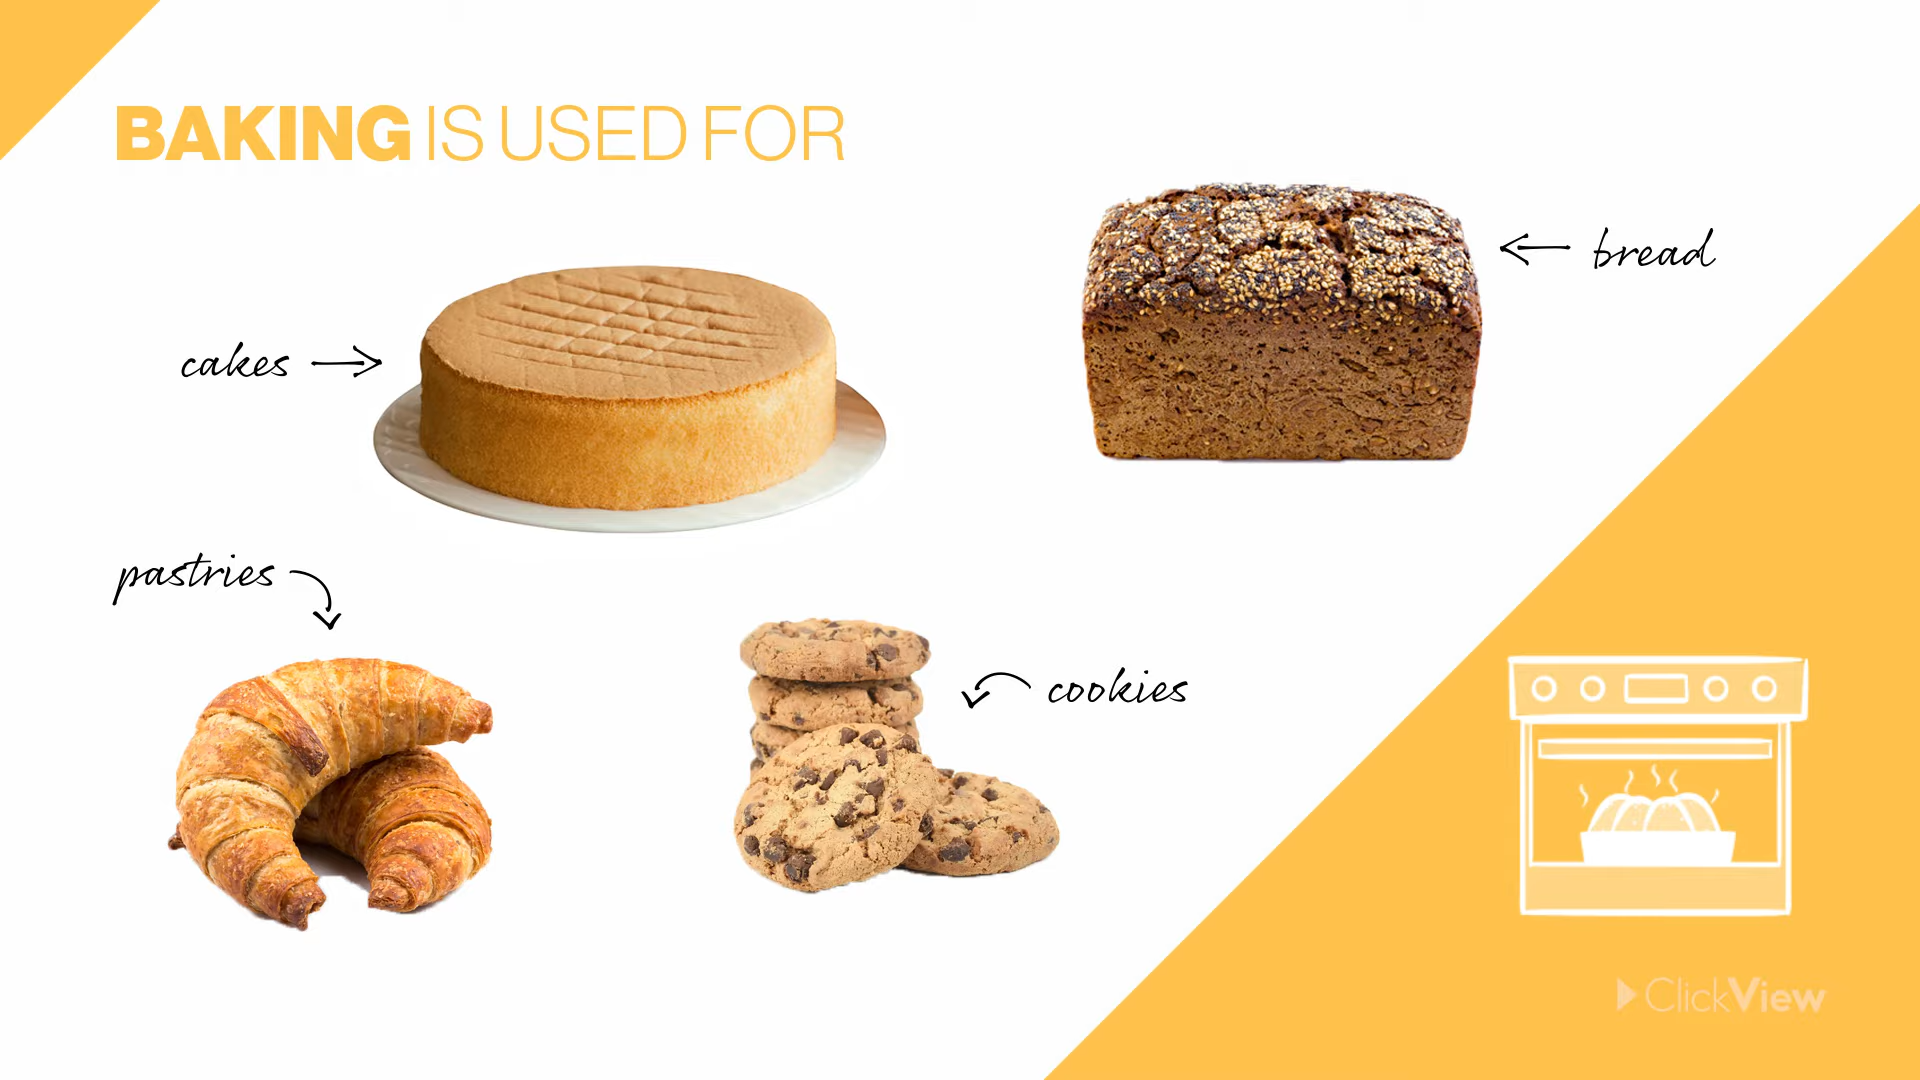 BAKING IS USED FOR
bread
cakes
pastries
cookies
ClickView